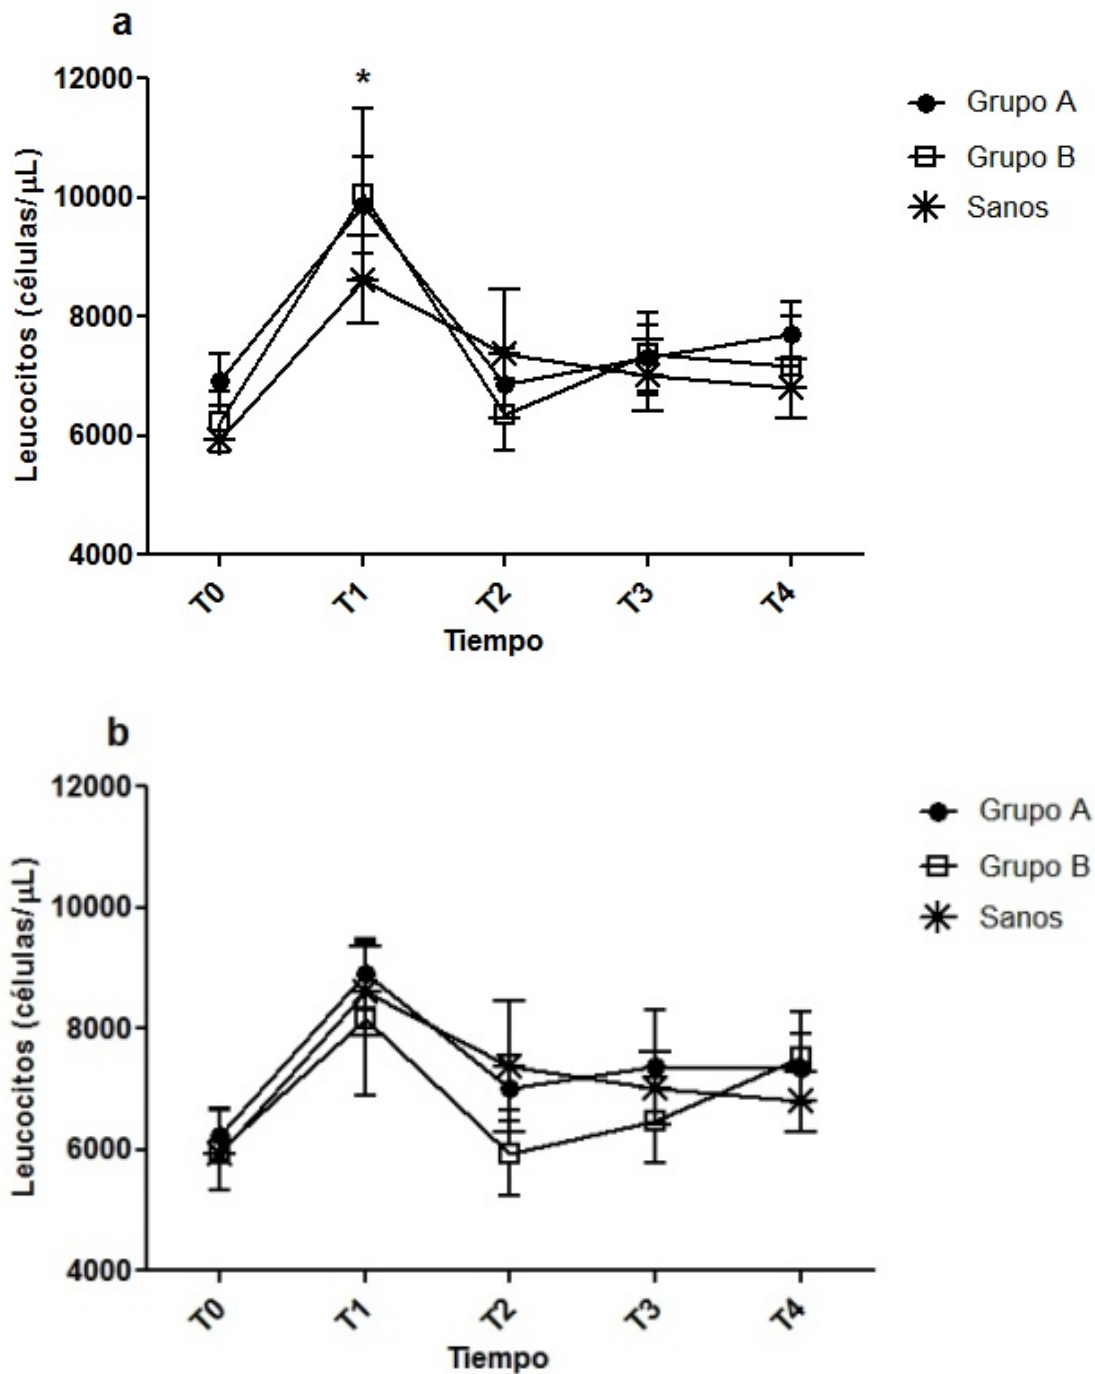 a
12000
10000
8000
6000
4000
Leucocitos (células/µL)
*
Grupo A
Grupo B
Sanos
T0
T1
T2
T3
T4
Tiempo
b
12000
10000
8000
6000
4000
Leucocitos (células/µL)
Grupo A
Grupo B
Sanos
T0
T1
T2
T3
T4
Tiempo